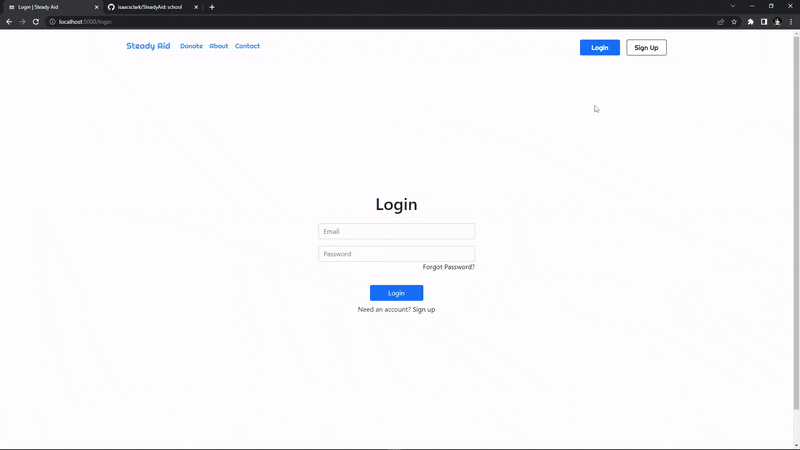 Login | Steady Aid
isaacsclark/SteadyAid: school
localhost:5000/login
Steady Aid Donate About Contact Login Sign Up
Login
Email
Password
Forgot Password?
Login
Need an account? Sign up